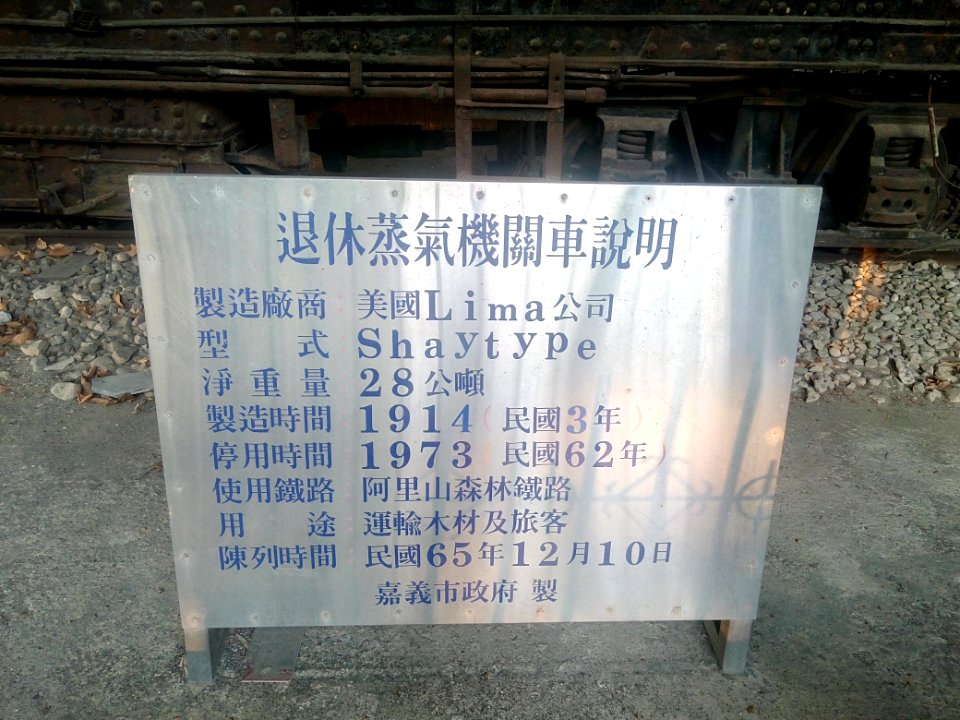 退休蒸氣機關車說明
製造廠商 美國Lima公司
型式 Shaytype
淨重量 28公噸
製造時間 1914(民國3年)
停用時間 1973(民國62年)
使用鐵路 阿里山森林鐵路
用途 運輸木材及旅客
陳列時間 民國65年12月10日
嘉義市政府 製